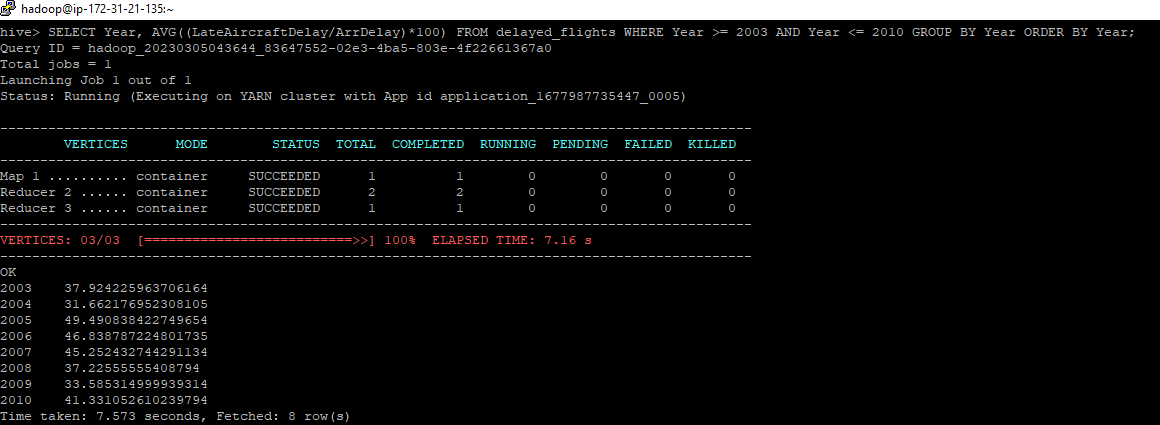 hadoop@ip-172-31-21-135:~
hive> SELECT Year, AVG((LateAircraftDelay/ArrDelay)*100) FROM delayed_flights WHERE Year >= 2003 AND Year <= 2010 GROUP BY Year ORDER BY Year;
Query ID = hadoop_20230305043644_83647552-02e3-4ba5-803e-4f22661367a0
Total jobs = 1
Launching Job 1 out of 1
Status: Running (Executing on YARN cluster with App id application_1677987735447_0005)
----------------------------------------------------------------------------------------------
VERTICES MODE STATUS TOTAL COMPLETED RUNNING PENDING FAILED KILLED
----------------------------------------------------------------------------------------------
Map 1 .......... container SUCCEEDED 1 1 0 0 0 0
Reducer 2 ...... container SUCCEEDED 2 2 0 0 0 0
Reducer 3 ...... container SUCCEEDED 1 1 0 0 0 0
----------------------------------------------------------------------------------------------
VERTICES: 03/03 [==========================>>] 100% ELAPSED TIME: 7.16 s
----------------------------------------------------------------------------------------------
OK
2003 37.924225963706164
2004 31.662176952308105
2005 49.490838422749654
2006 46.838787224801735
2007 45.252432744291134
2008 37.22555555408794
2009 33.585314999939314
2010 41.331052610239794
Time taken: 7.573 seconds, Fetched: 8 row(s)